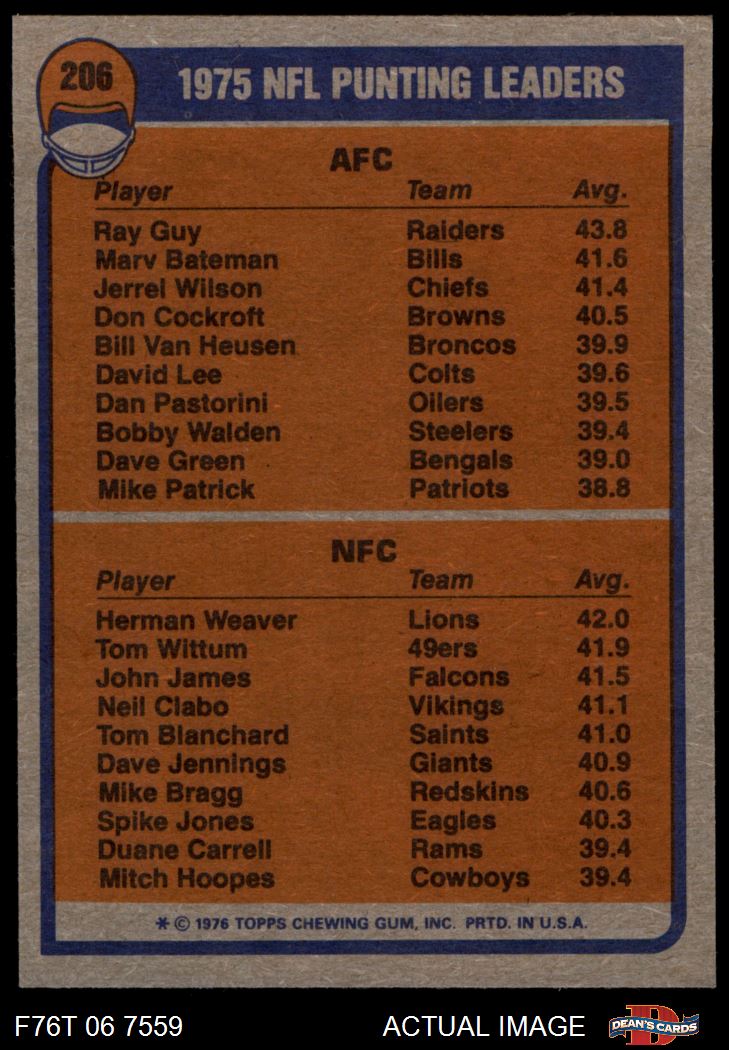 206
1975 NFL PUNTING LEADERS
AFC
Player Team Avg.
Ray Guy Raiders 43.8
Marv Bateman Bills 41.6
Jerrel Wilson Chiefs 41.4
Don Cockroft Browns 40.5
Bill Van Heusen Broncos 39.9
David Lee Colts 39.6
Dan Pastorini Oilers 39.5
Bobby Walden Steelers 39.4
Dave Green Bengals 39.0
Mike Patrick Patriots 38.8
NFC
Player Team Avg.
Herman Weaver Lions 42.0
Tom Wittum 49ers 41.9
John James Falcons 41.5
Neil Clabo Vikings 41.1
Tom Blanchard Saints 41.0
Dave Jennings Giants 40.9
Mike Bragg Redskins 40.6
Spike Jones Eagles 40.3
Duane Carrell Rams 39.4
Mitch Hoopes Cowboys 39.4
* © 1976 TOPPS CHEWING GUM, INC. PRTD. IN U.S.A.
F76T 06 7559 ACTUAL IMAGE D DEAN'S CARDS